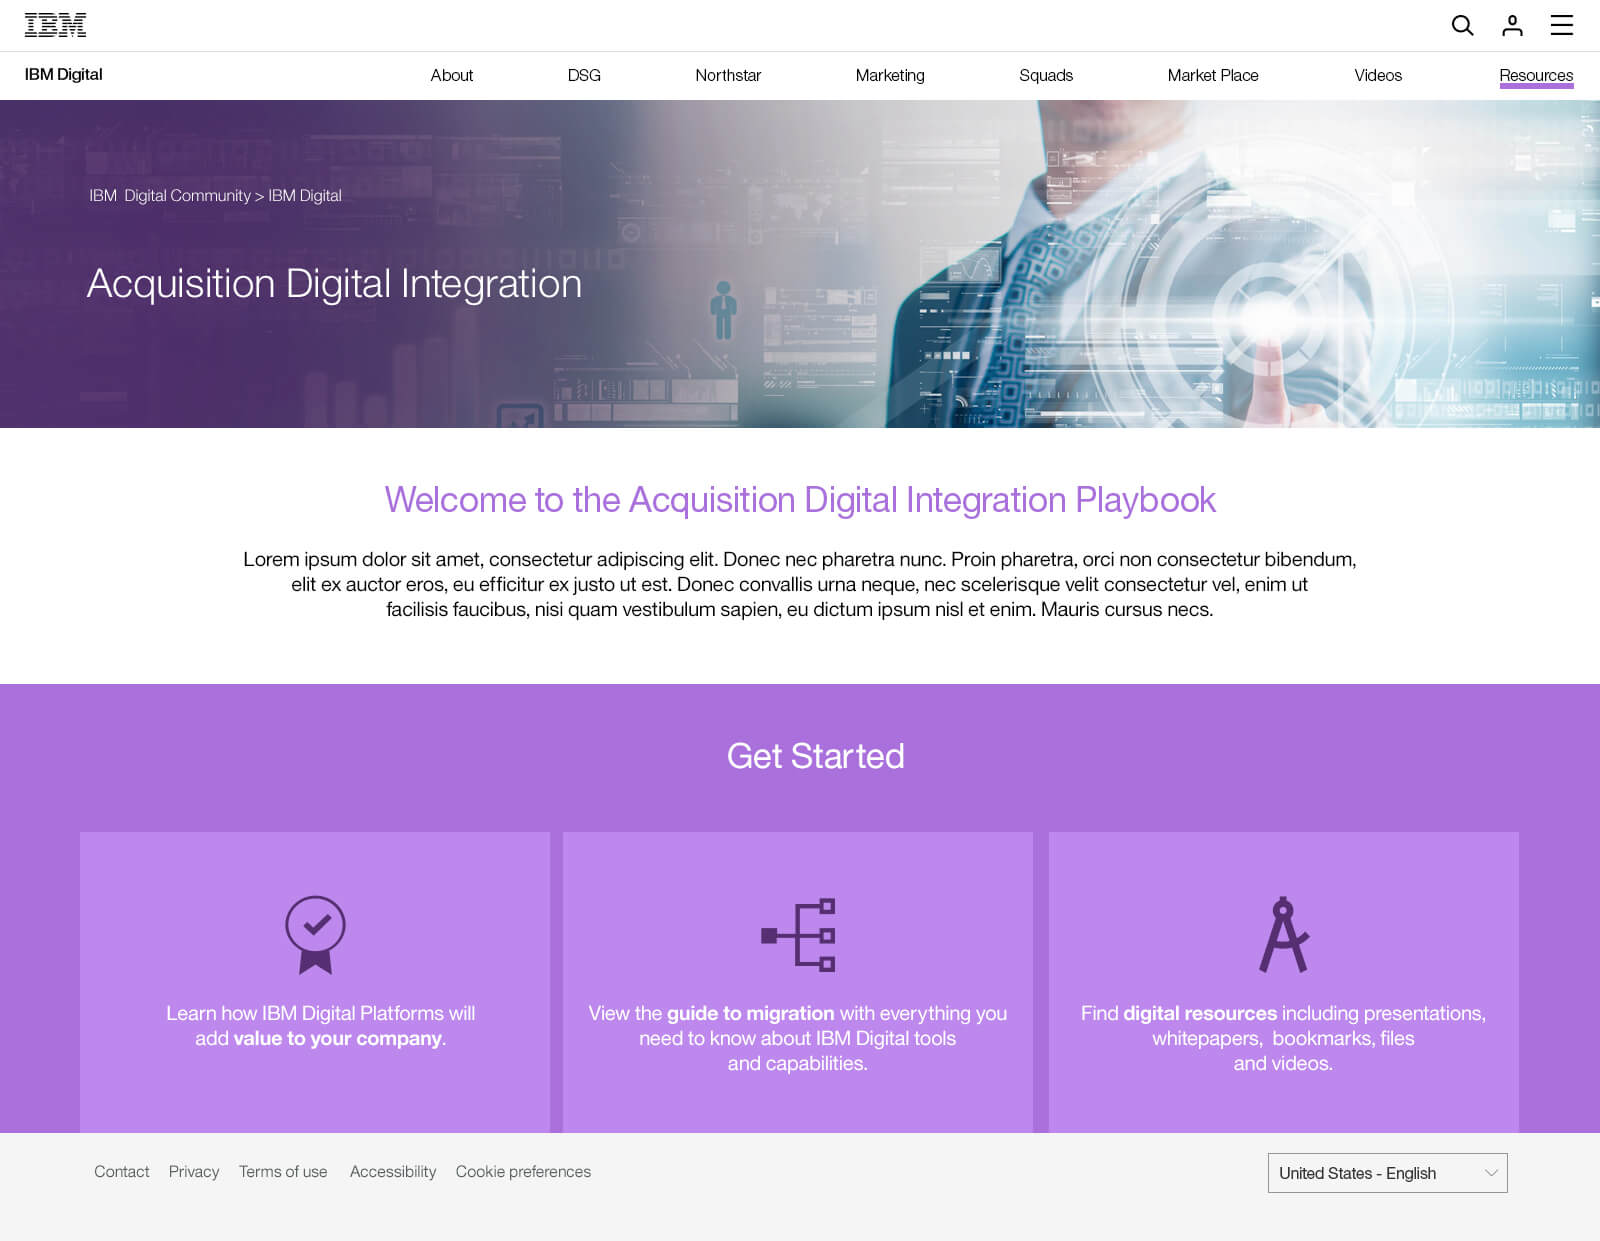 IBM
IBM Digital
About
DSG
Northstar
Marketing
Squads
Market Place
Videos
Resources
IBM  Digital Community > IBM Digital
Acquisition Digital Integration
Welcome to the Acquisition Digital Integration Playbook
Lorem ipsum dolor sit amet, consectetur adipiscing elit. Donec nec pharetra nunc. Proin pharetra, orci non consectetur bibendum,
elit ex auctor eros, eu efficitur ex justo ut est. Donec convallis urna neque, nec scelerisque velit consectetur vel, enim ut
facilisis faucibus, nisi quam vestibulum sapien, eu dictum ipsum nisl et enim. Mauris cursus necs.
Get Started
Learn how IBM Digital Platforms will
add value to your company.
View the guide to migration with everything you
need to know about IBM Digital tools
and capabilities.
Find digital resources including presentations,
whitepapers,  bookmarks, files
and videos.
Contact
Privacy
Terms of use
Accessibility
Cookie preferences
United States - English